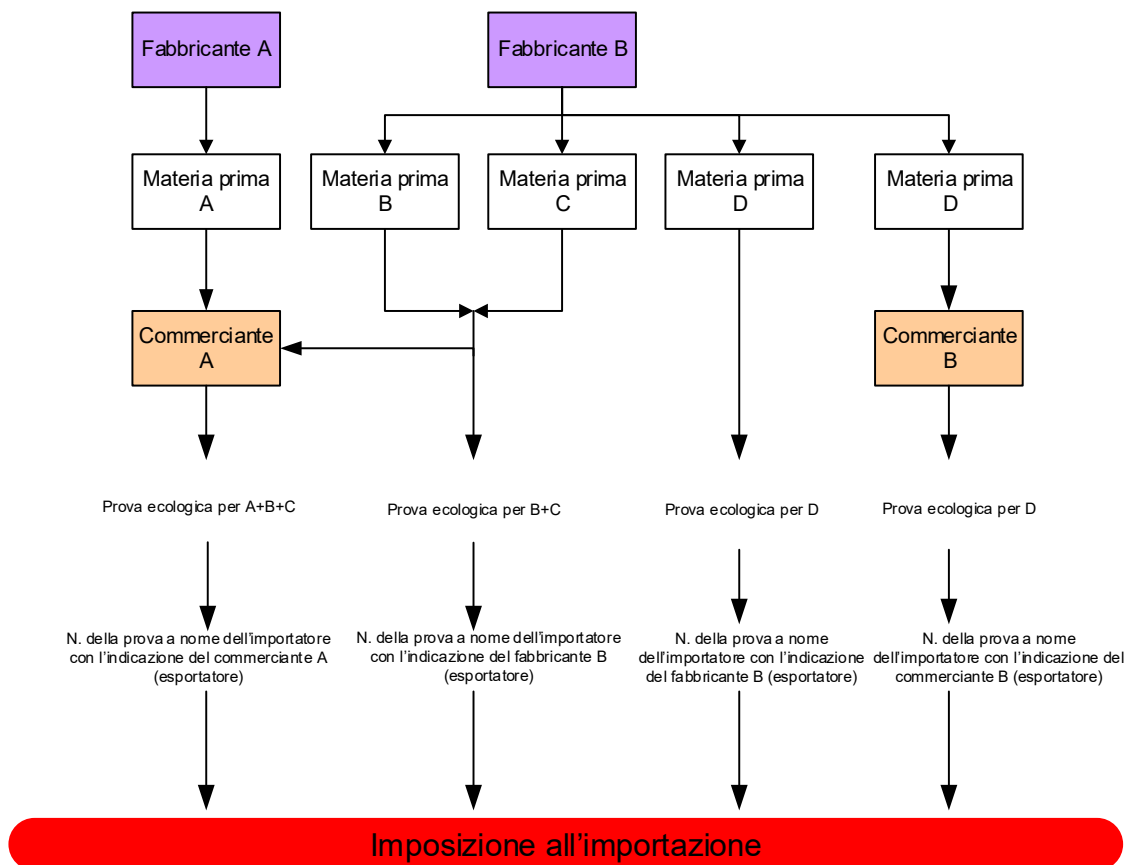 Fabbricante A
Fabbricante B
Materia prima
A
Materia prima
B
Materia prima
C
Materia prima
D
Materia prima
D
Commerciante
A
Commerciante
B
Prova ecologica per A+B+C
Prova ecologica per B+C
Prova ecologica per D
Prova ecologica per D
N. della prova a nome dell'importatore
con l'indicazione del commerciante A
(esportatore)
N. della prova a nome dell'importatore
con l'indicazione del fabbricante B
(esportatore)
N. della prova a nome
dell'importatore con l'indicazione
del fabbricante B (esportatore)
N. della prova a nome
dell'importatore con l'indicazione del
commerciante B (esportatore)
Imposizione all'importazione